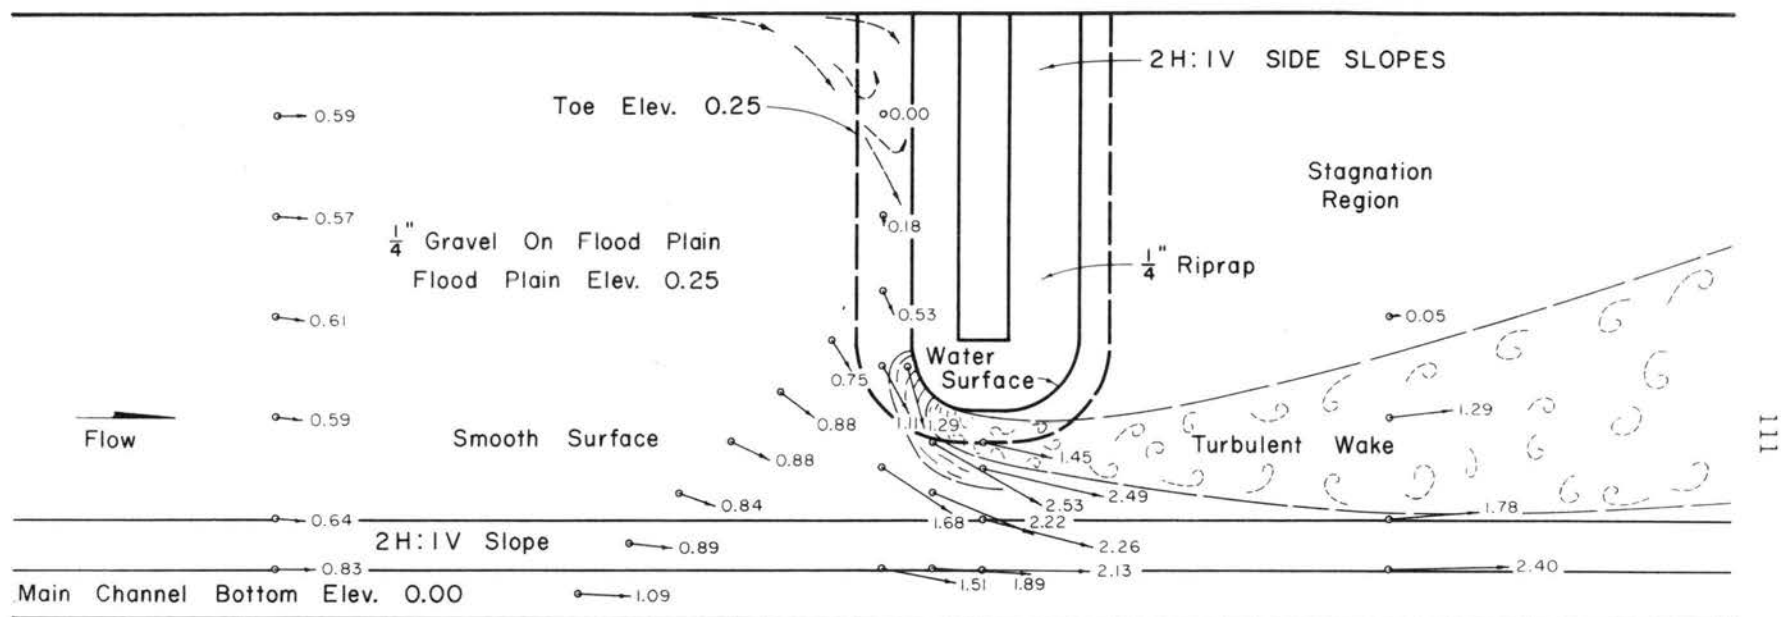 2H:1V SIDE SLOPES
Toe Elev. 0.25
0.59
0.00
Stagnation
Region
0.57
0.18
1/4" Gravel On Flood Plain
Flood Plain Elev. 0.25
1/4" Riprap
0.53
0.61
0.05
Water
Surface
0.75
0.59
0.88
1.11
1.29
1.29
Flow
Smooth Surface
0.88
1.45
Turbulent Wake
111
0.84
2.53
2.49
0.64
1.68
2.22
1.78
2H:1V Slope
0.89
2.26
0.83
1.51
1.89
2.13
2.40
Main Channel Bottom Elev. 0.00
1.09